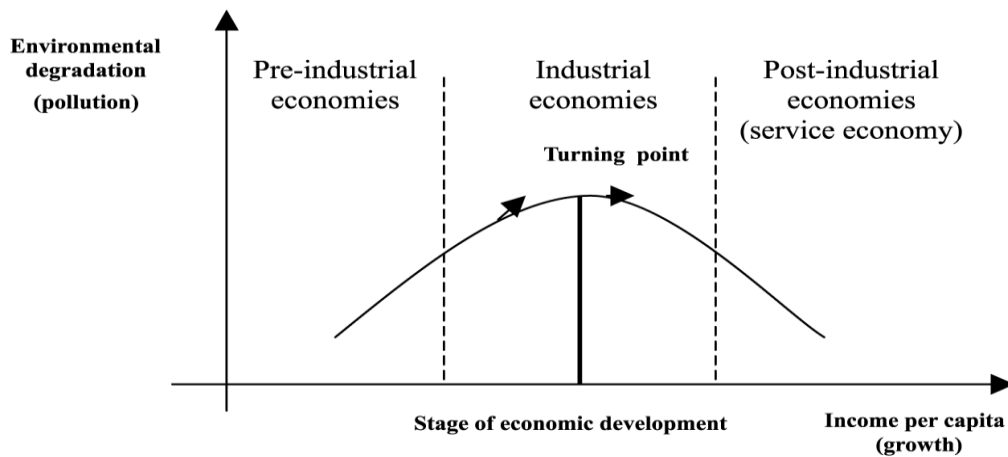 Environmental
degradation
(pollution)
Pre-industrial
economies
Industrial
economies
Post-industrial
economies
(service economy)
Turning point
Stage of economic development
Income per capita
(growth)